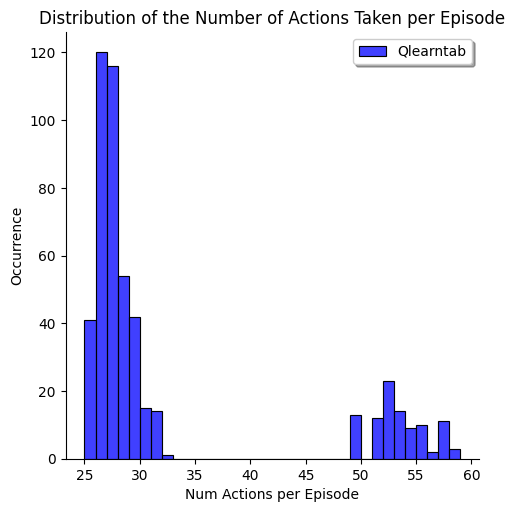 Distribution of the Number of Actions Taken per Episode
Qlearntab
120
100
80
60
40
20
0
Occurrence
25 30 35 40 45 50 55 60
Num Actions per Episode